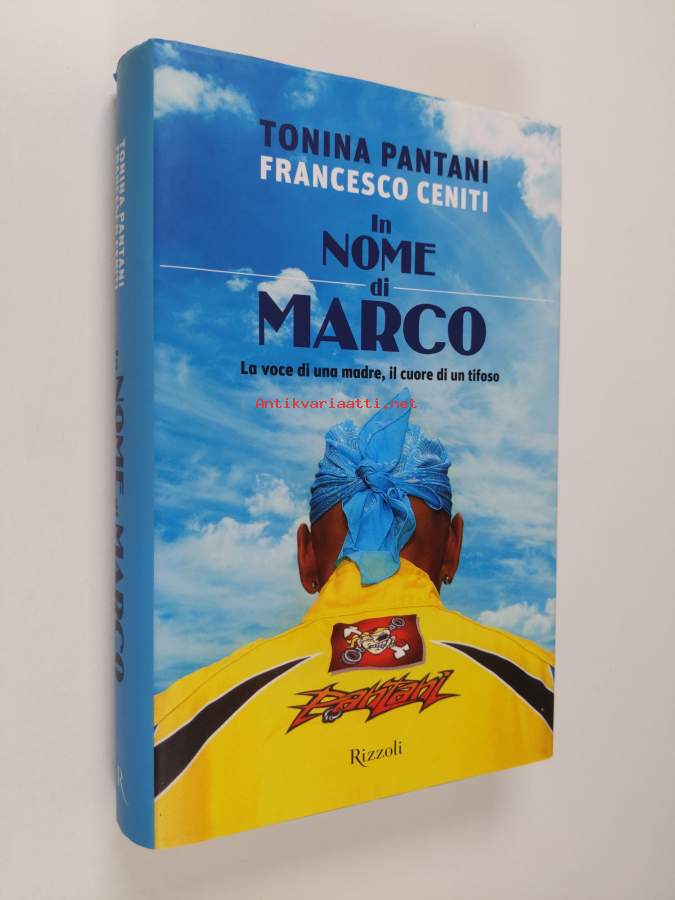 TONINA PANTANI
FRANCESCO CENITI
In
NOME
di
MARCO
La voce di una madre, il cuore di un tifoso
Antikvariaatti.net
Pantani
Rizzoli
TONINA PANTANI
FRANCESCO CENITI
In NOME di MARCO
R